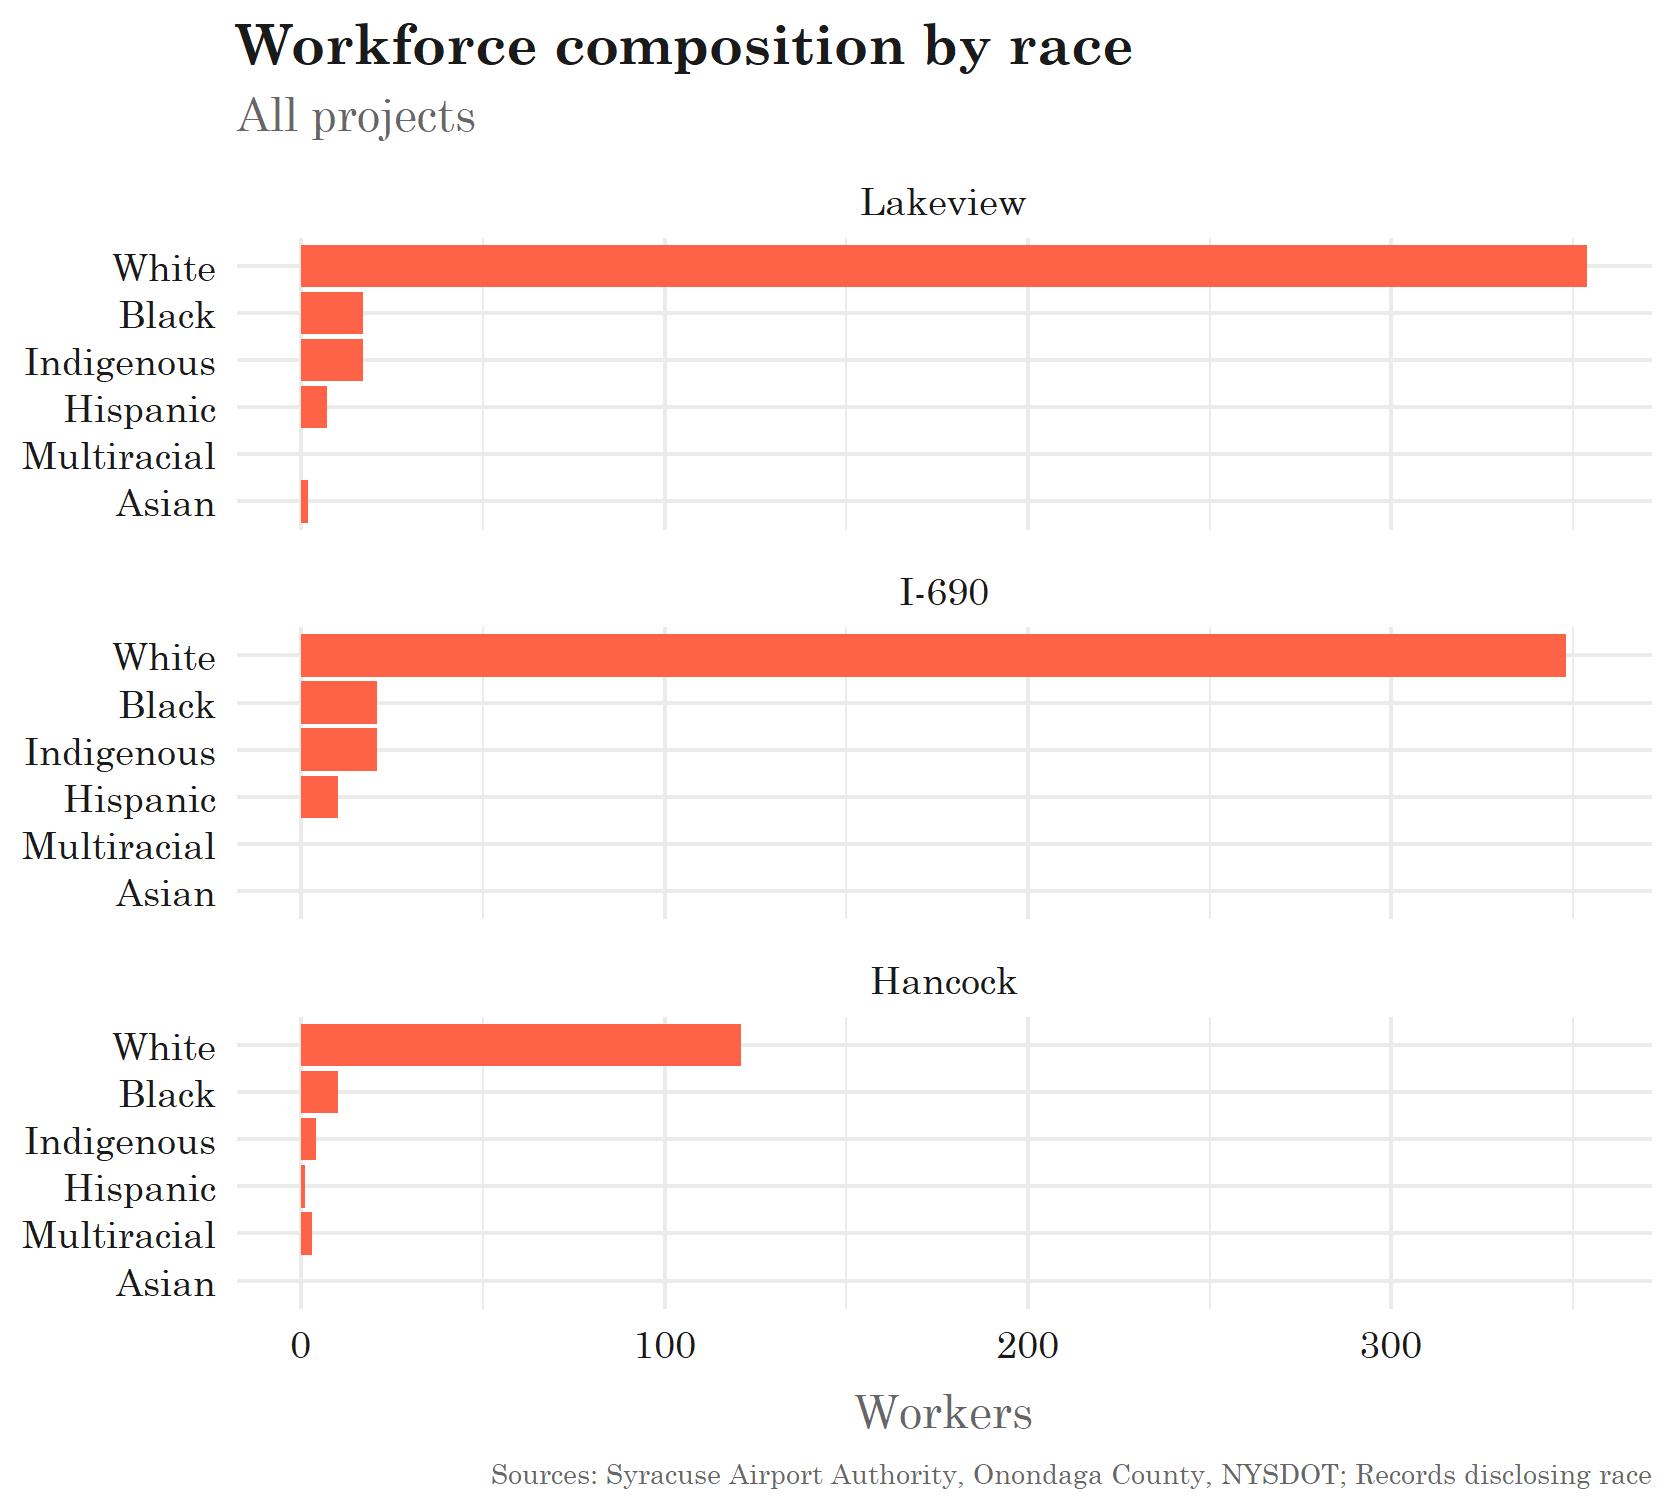 Workforce composition by race
All projects
Lakeview
White
Black
Indigenous
Hispanic
Multiracial
Asian
I-690
White
Black
Indigenous
Hispanic
Multiracial
Asian
Hancock
White
Black
Indigenous
Hispanic
Multiracial
Asian
0 100 200 300
Workers
Sources: Syracuse Airport Authority, Onondaga County, NYSDOT; Records disclosing race